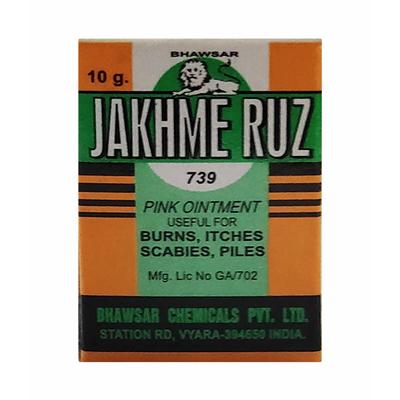 BHAWSAR
10 g.
JAKHME RUZ
739
PINK OINTMENT
USEFUL FOR
BURNS, ITCHES
SCABIES, PILES
Mfg. Lic No GA/702
BHAWSAR CHEMICALS PVT. LTD.
STATION RD, VYARA-394650 INDIA.